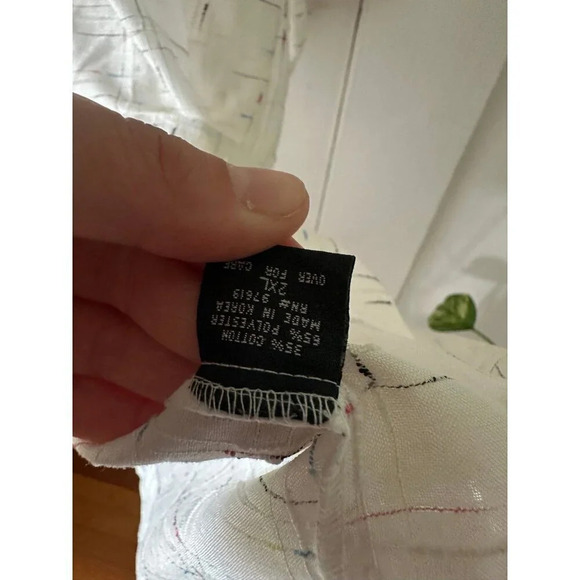 35% COTTON
65% POLYESTER
MADE IN KOREA
RN# 97619
2XL
OVER FOR CARE